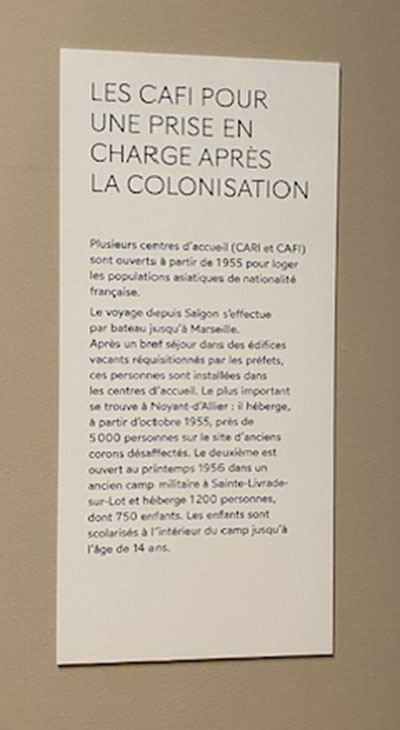 LES CAFI POUR
UNE PRISE EN
CHARGE APRÈS
LA COLONISATION
Plusieurs centres d'accueil (CARI et CAFI)
sont ouverts à partir de 1955 pour loger
les populations asiatiques de nationalité
française.
Le voyage depuis Saïgon s'effectue
par bateau jusqu'à Marseille.
Après un bref séjour dans des édifices
vacants réquisitionnés par les préfets,
ces personnes sont installées dans
les centres d'accueil. Le plus important
se trouve à Noyant-d'Allier : il héberge,
à partir d'octobre 1955, près de
5 000 personnes sur le site d'anciens
corons désaffectés. Le deuxième est
ouvert au printemps 1956 dans un
ancien camp militaire à Sainte-Livrade-
sur-Lot et héberge 1 200 personnes,
dont 750 enfants. Les enfants sont
scolarisés à l'intérieur du camp jusqu'à
l'âge de 14 ans.